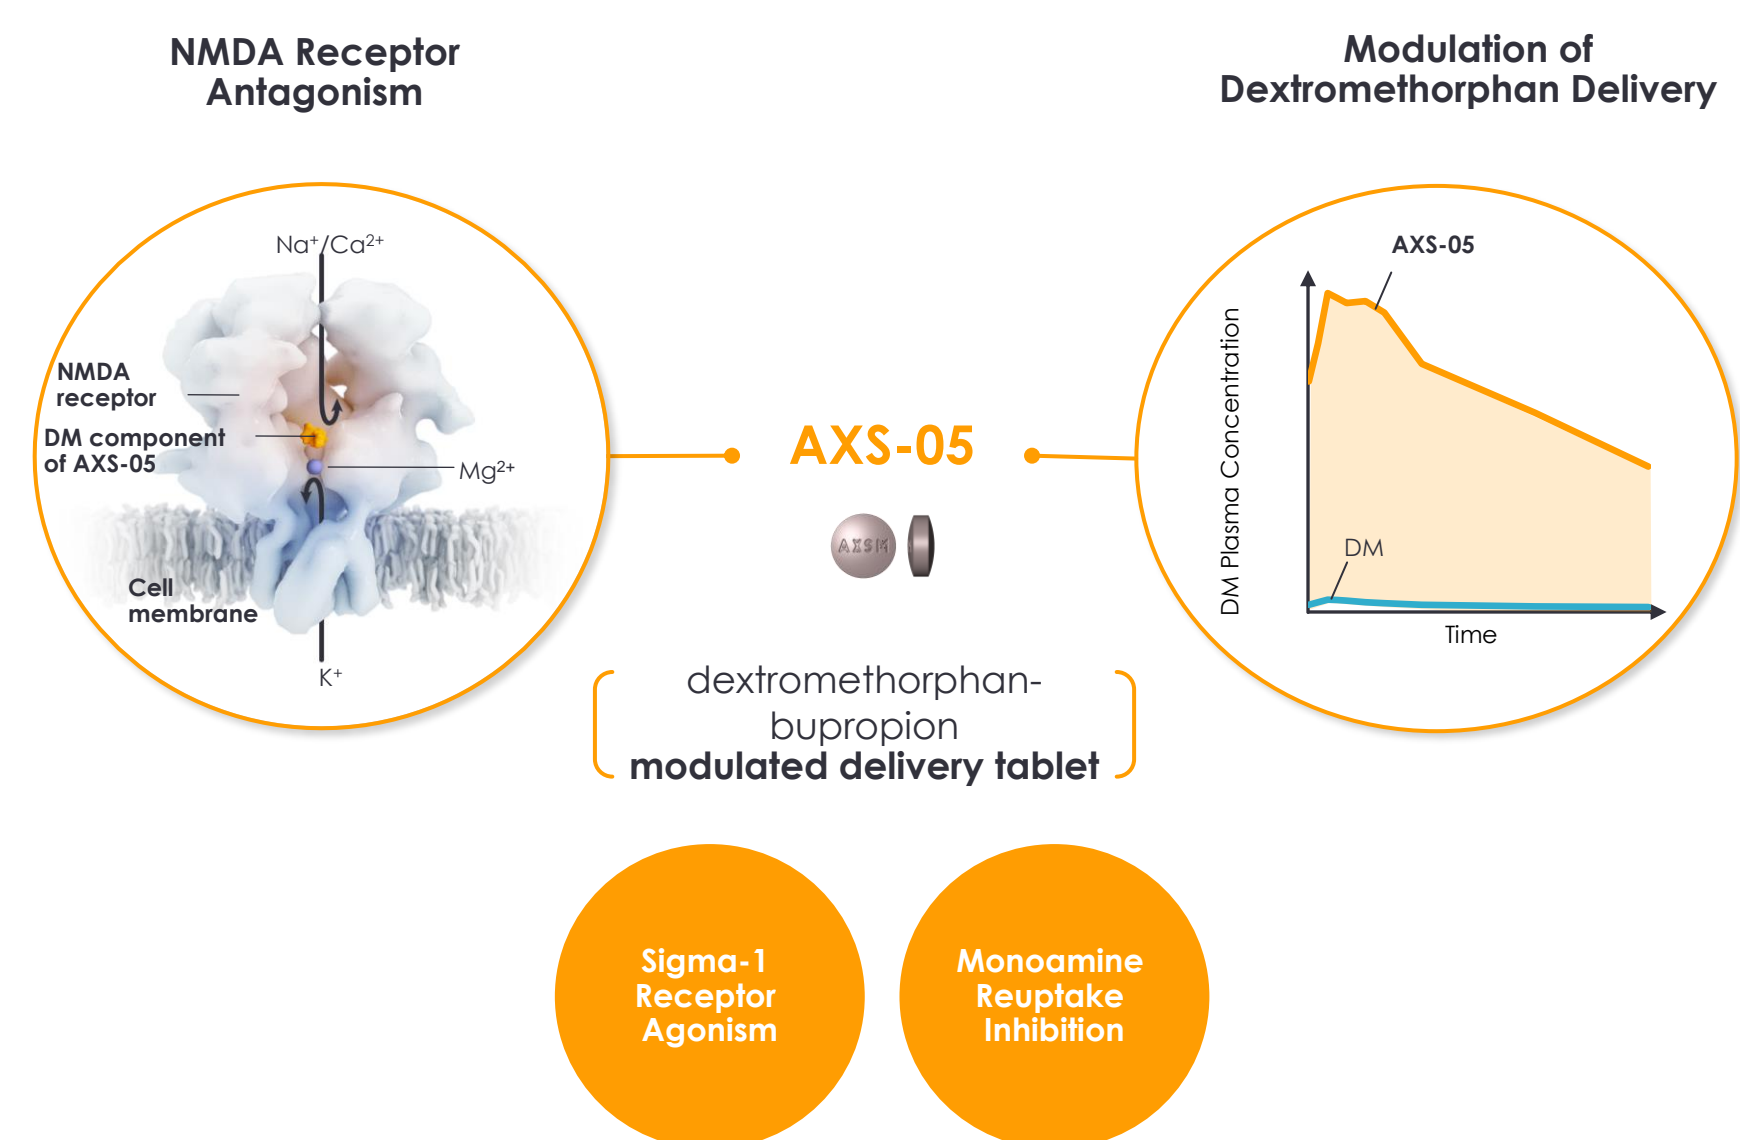 NMDA Receptor
Antagonism
Modulation of
Dextromethorphan Delivery
Na⁺/Ca²⁺
NMDA
receptor
DM component
of AXS-05
Mg²⁺
Cell
membrane
K⁺
AXS-05
AXSM
dextromethorphan-
bupropion
modulated delivery tablet
AXS-05
DM Plasma Concentration
DM
Time
Sigma-1
Receptor
Agonism
Monoamine
Reuptake
Inhibition